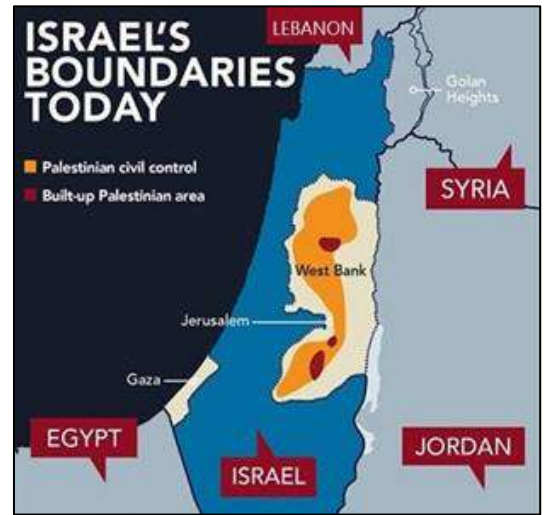 ISRAEL'S
BOUNDARIES
TODAY
LEBANON
Golan
Heights
Palestinian civil control
Built-up Palestinian area
SYRIA
West Bank
Jerusalem
Gaza
EGYPT
ISRAEL
JORDAN